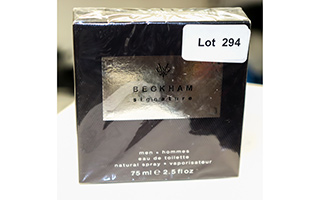 Lot 294
BECKHAM
signature
men • hommes
eau de toilette
natural spray • vaporisateur
75 ml ℮ 2.5 fl oz